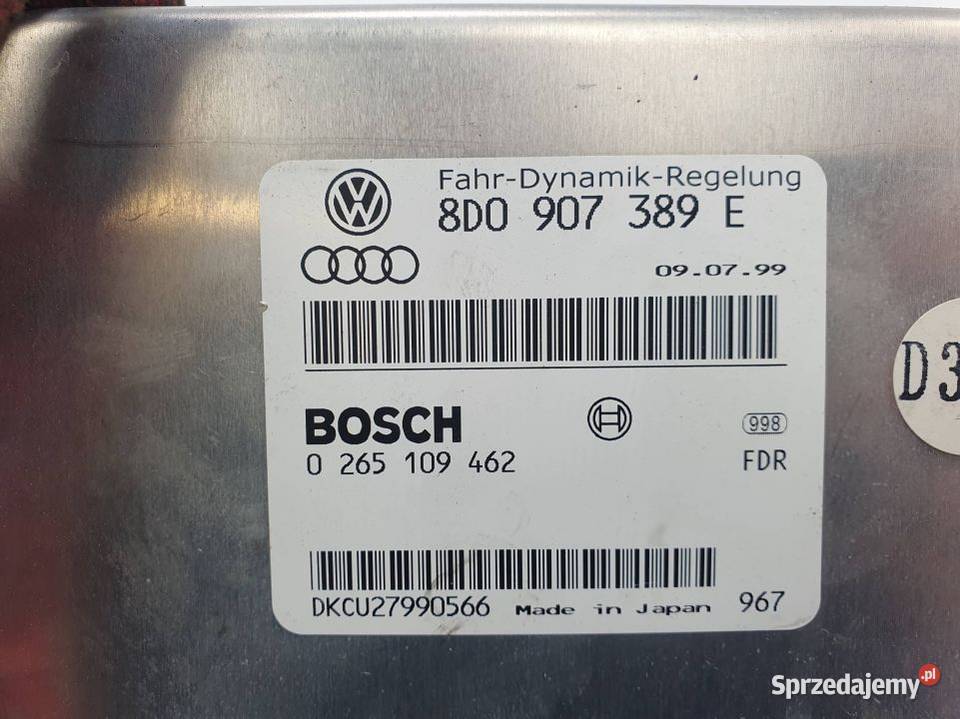 Fahr-Dynamik-Regelung
8D0 907 389 E
09.07.99
BOSCH
998
0 265 109 462
FDR
DKCU27990566 Made in Japan 967
D3
Sprzedajemy.pl